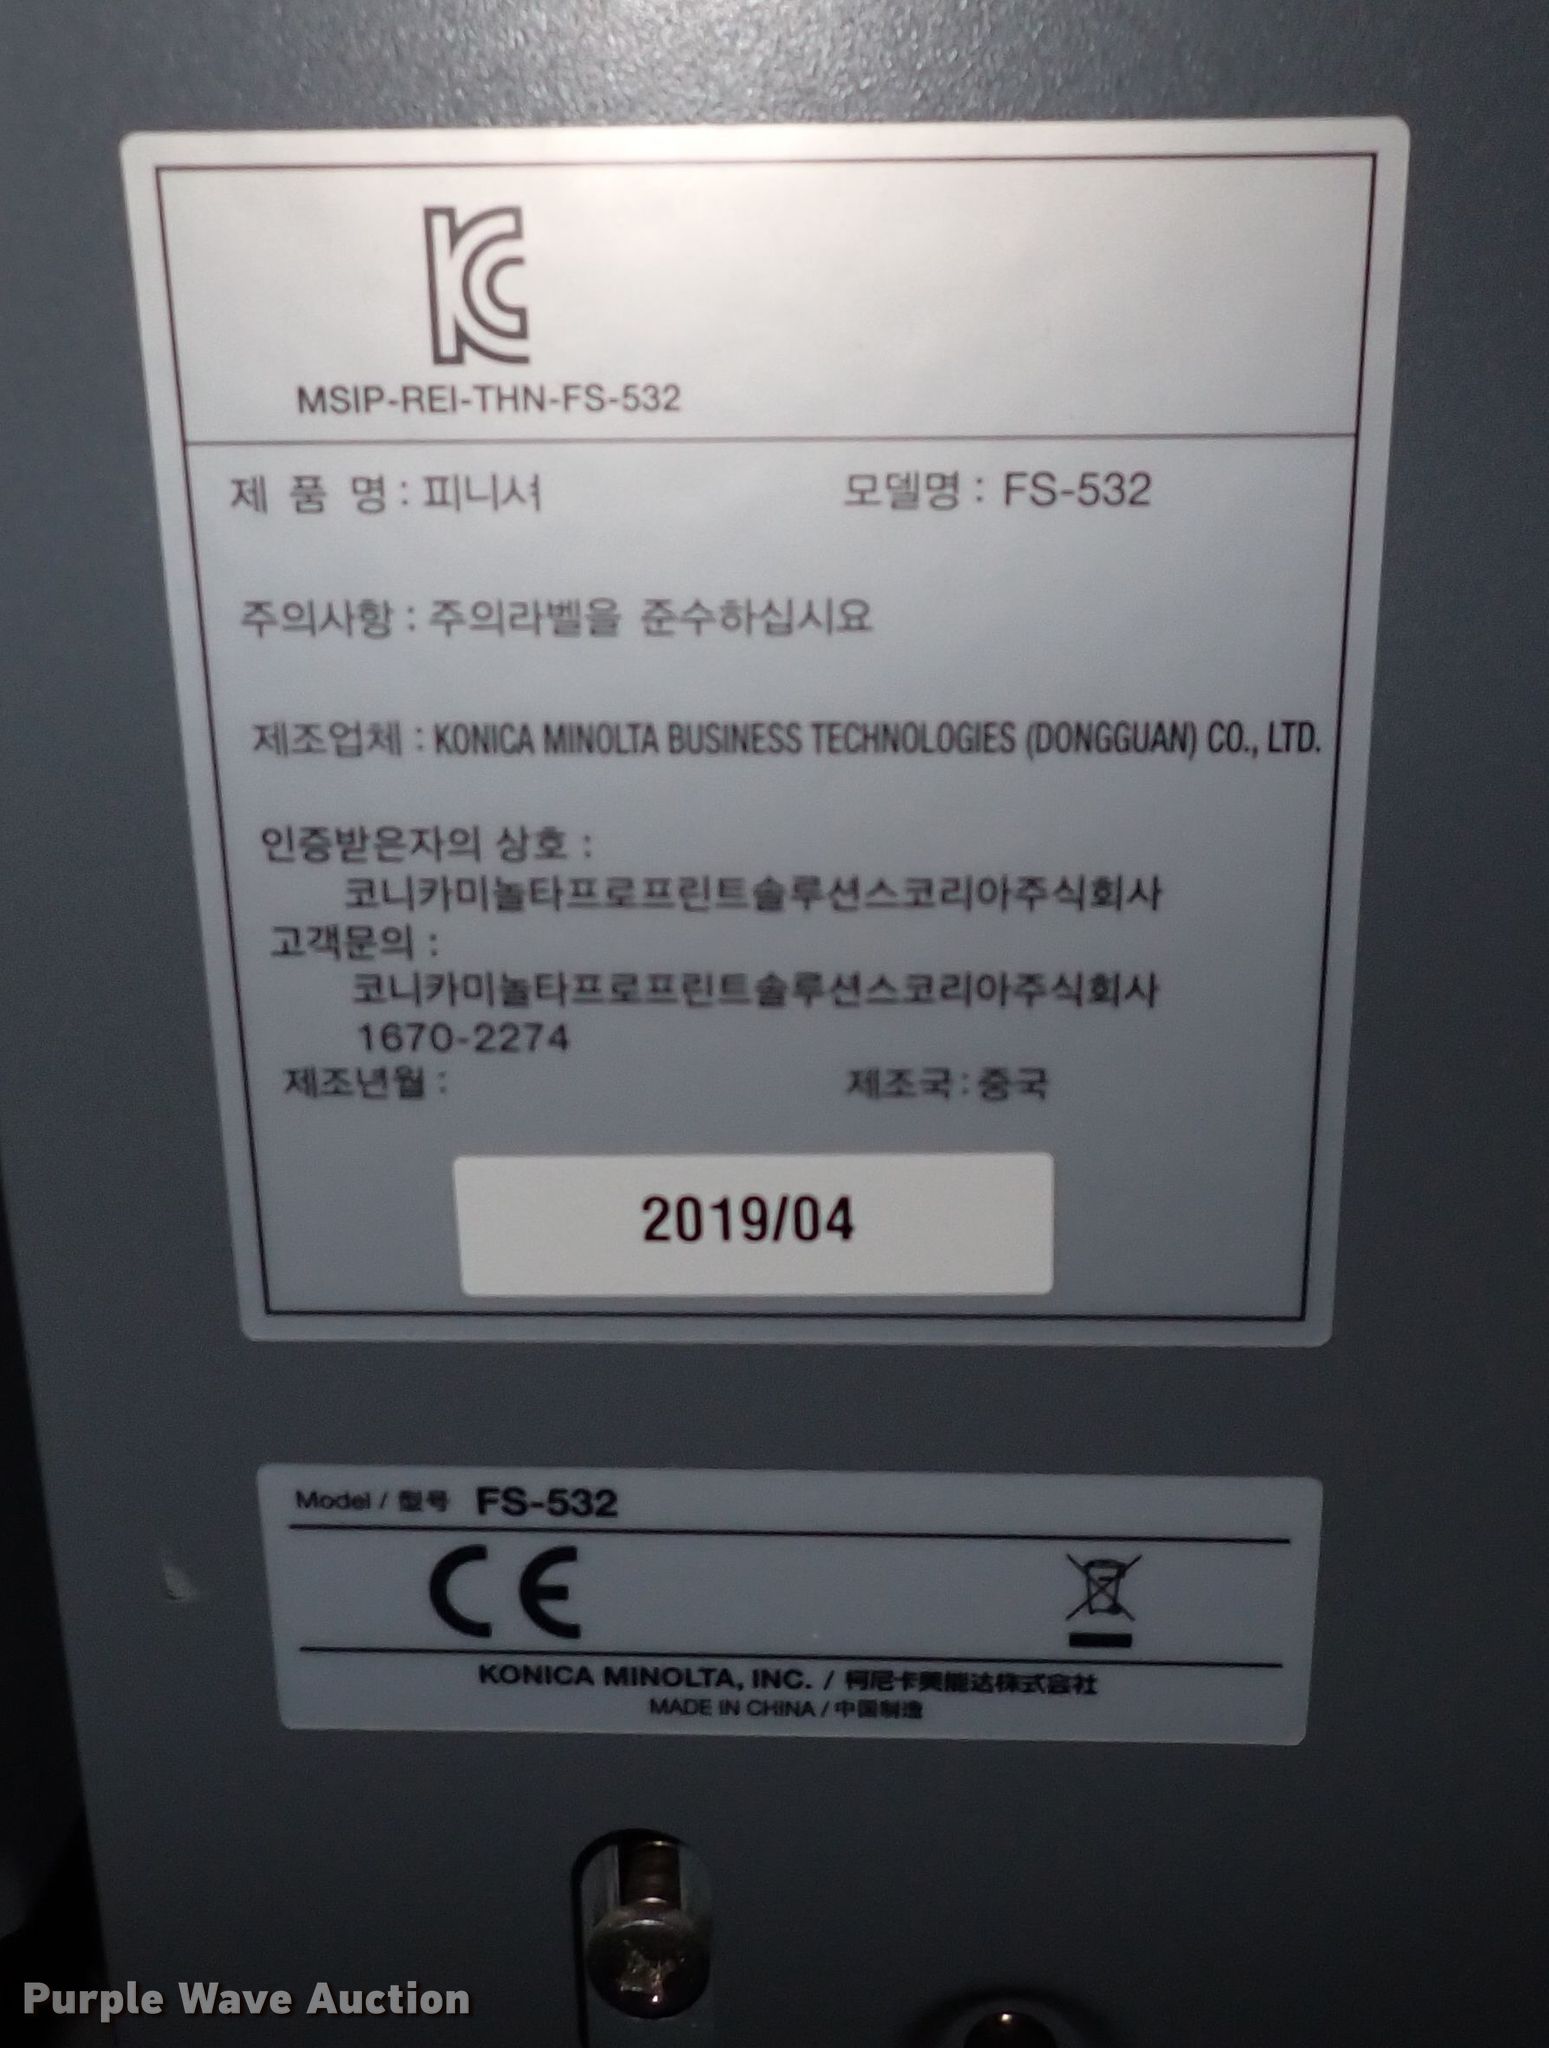 KC
MSIP-REI-THN-FS-532
제 품 명 : 피니셔 모델명 : FS-532
주의사항 : 주의라벨을 준수하십시요
제조업체 : KONICA MINOLTA BUSINESS TECHNOLOGIES (DONGGUAN) CO., LTD.
인증받은자의 상호 :
코니카미놀타프로프린트솔루션스코리아주식회사
고객문의 :
코니카미놀타프로프린트솔루션스코리아주식회사
1670-2274
제조년월 : 제조국 : 중국
2019/04
Model / 型号 FS-532
CE
KONICA MINOLTA, INC. / 柯尼卡美能达株式会社
MADE IN CHINA / 中国制造
Purple Wave Auction